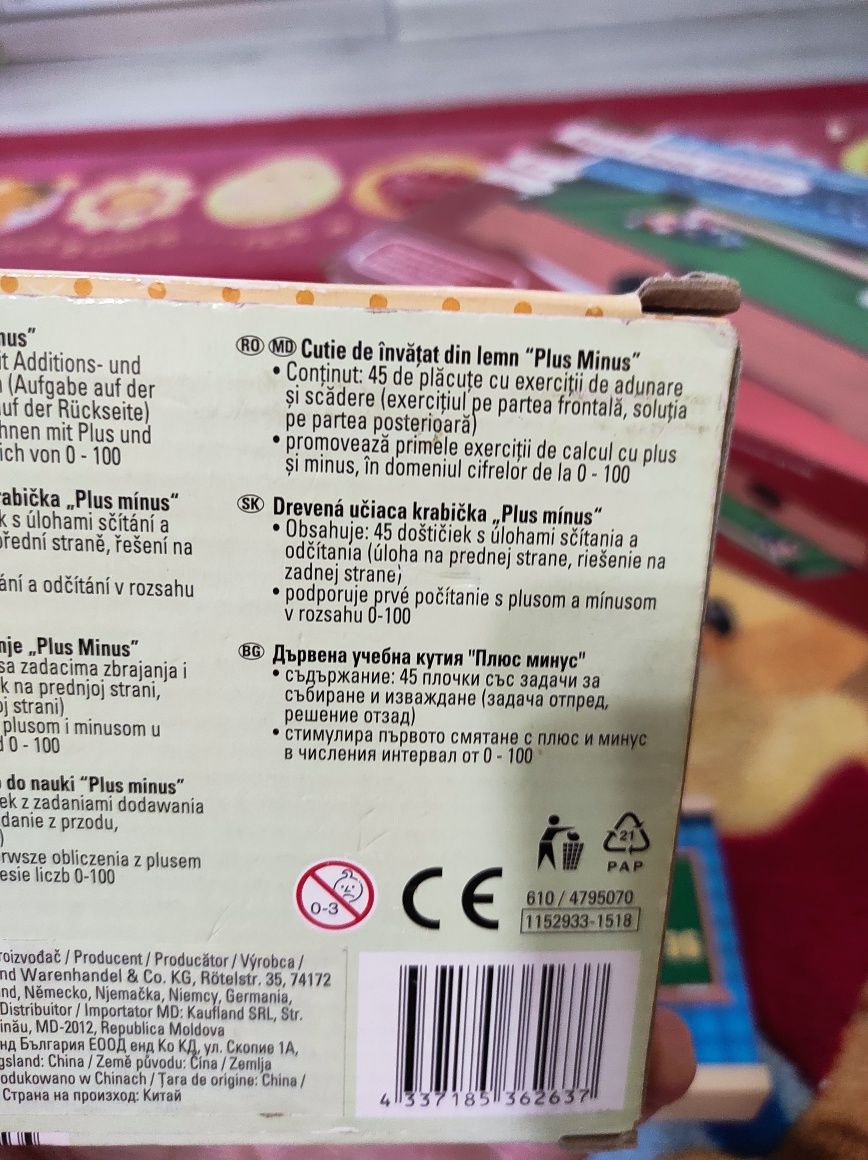 nus“
it Additions- und
(Aufgabe auf der
uf der Rückseite)
hnen mit Plus und
ich von 0 - 100
rabička „Plus mínus“
k s úlohami sčítání a
přední straně, řešení na
ání a odčítání v rozsahu
nje „Plus Minus“
sa zadacima zbrajanja i
k na prednjoj strani,
oj strani)
plusom i minusom u
d 0 - 100
do nauki “Plus minus”
ek z zadaniami dodawania
danie z przodu,
)
rwsze obliczenia z plusem
esie liczb 0-100
RO MD Cutie de învățat din lemn “Plus Minus”
• Conținut: 45 de plăcuțe cu exerciții de adunare
și scădere (exercițiul pe partea frontală, soluția
pe partea posterioară)
• promovează primele exerciții de calcul cu plus
și minus, în domeniul cifrelor de la 0 - 100
SK Drevená učiaca krabička „Plus mínus“
• Obsahuje: 45 doštičiek s úlohami sčítania a
odčítania (úloha na prednej strane, riešenie na
zadnej strane)
• podporuje prvé počítanie s plusom a mínusom
v rozsahu 0-100
BG Дървена учебна кутия "Плюс минус"
• съдържание: 45 плочки със задачи за
събиране и изваждане (задача отпред,
решение отзад)
• стимулира първото смятане с плюс и минус
в числения интервал от 0 - 100
0-3
CE
21
PAP
610 / 4795070
1152933-1518
roizvođač / Producent / Producător / Výrobca /
nd Warenhandel & Co. KG, Rötelstr. 35, 74172
nd, Německo, Njemačka, Niemcy, Germania,
Distribuitor / Importator MD: Kaufland SRL, Str.
inău, MD-2012, Republica Moldova
нд България ЕООД енд Ко КД, ул. Скопие 1А,
gsland: China / Země původu: Čína / Zemlja
odukowano w Chinach / Țara de origine: China /
Страна на произход: Китай
4 337185 362637